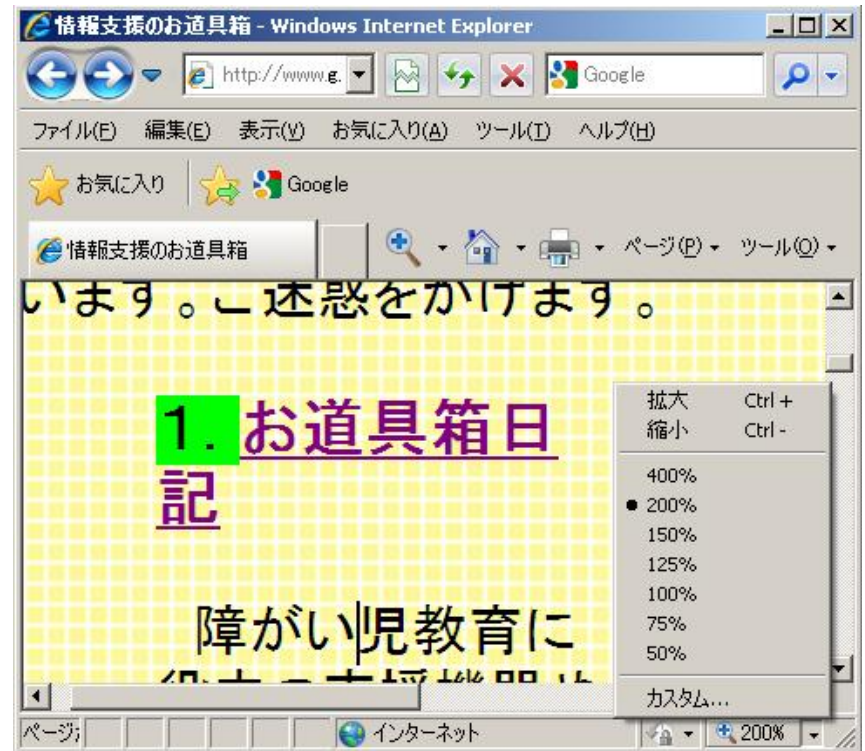 情報支援のお道具箱 - Windows Internet Explorer
http://www.g. Google
ファイル(F) 編集(E) 表示(V) お気に入り(A) ツール(T) ヘルプ(H)
お気に入り Google
情報支援のお道具箱 ページ(P) ツール(O)
います。ご迷惑をかけます。
1.お道具箱日
記
障がい児教育に
拡大 Ctrl +
縮小 Ctrl -
400%
200%
150%
125%
100%
75%
50%
カスタム...
ページ; インターネット 200%